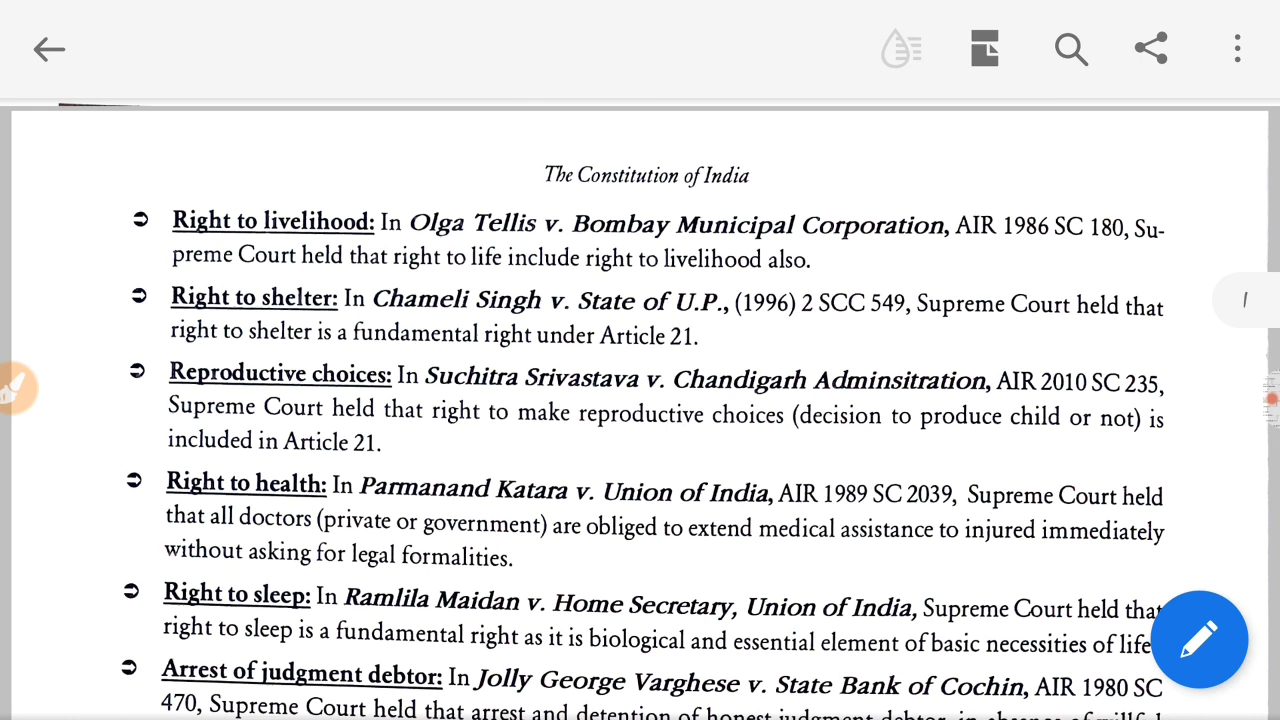 The Constitution of India
➲ Right to livelihood: In Olga Tellis v. Bombay Municipal Corporation, AIR 1986 SC 180, Su-
preme Court held that right to life include right to livelihood also.
➲ Right to shelter: In Chameli Singh v. State of U.P., (1996) 2 SCC 549, Supreme Court held that
right to shelter is a fundamental right under Article 21.
➲ Reproductive choices: In Suchitra Srivastava v. Chandigarh Adminsitration, AIR 2010 SC 235,
Supreme Court held that right to make reproductive choices (decision to produce child or not) is
included in Article 21.
➲ Right to health: In Parmanand Katara v. Union of India, AIR 1989 SC 2039, Supreme Court held
that all doctors (private or government) are obliged to extend medical assistance to injured immediately
without asking for legal formalities.
➲ Right to sleep: In Ramlila Maidan v. Home Secretary, Union of India, Supreme Court held that
right to sleep is a fundamental right as it is biological and essential element of basic necessities of life
➲ Arrest of judgment debtor: In Jolly George Varghese v. State Bank of Cochin, AIR 1980 SC
470, Supreme Court held that arrest and detention of honest judgment debtor, in absence of